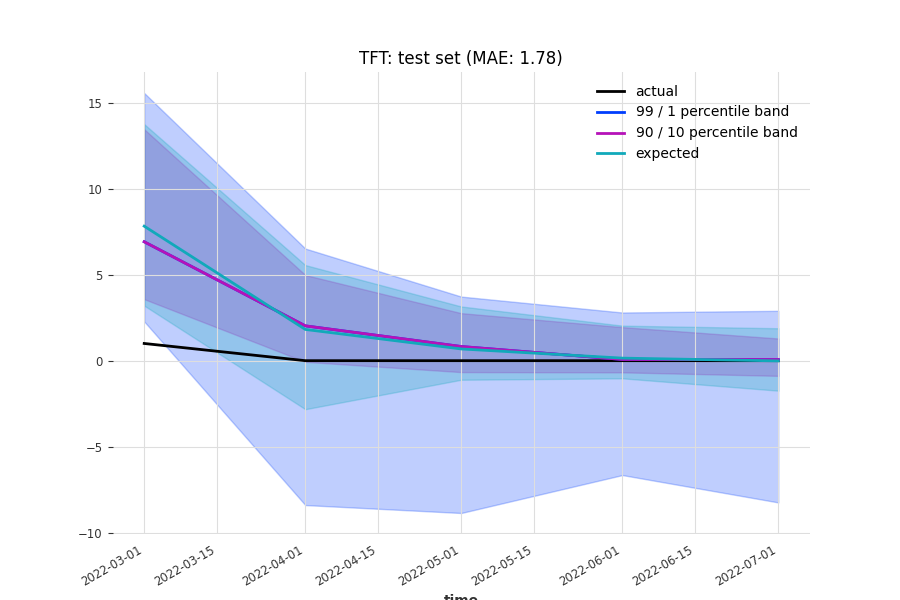 TFT: test set (MAE: 1.78)
actual
99 / 1 percentile band
90 / 10 percentile band
expected
15
10
5
0
−5
−10
2022-03-01
2022-03-15
2022-04-01
2022-04-15
2022-05-01
2022-05-15
2022-06-01
2022-06-15
2022-07-01
time